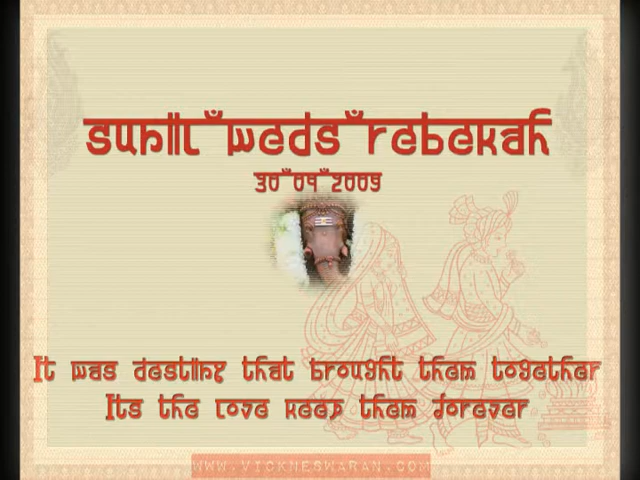 Sunil weds Rebekah
30 04 2009
It was destiny that brought them together
Its the love keep them forever
WWW.VICKNESWARAN.COM